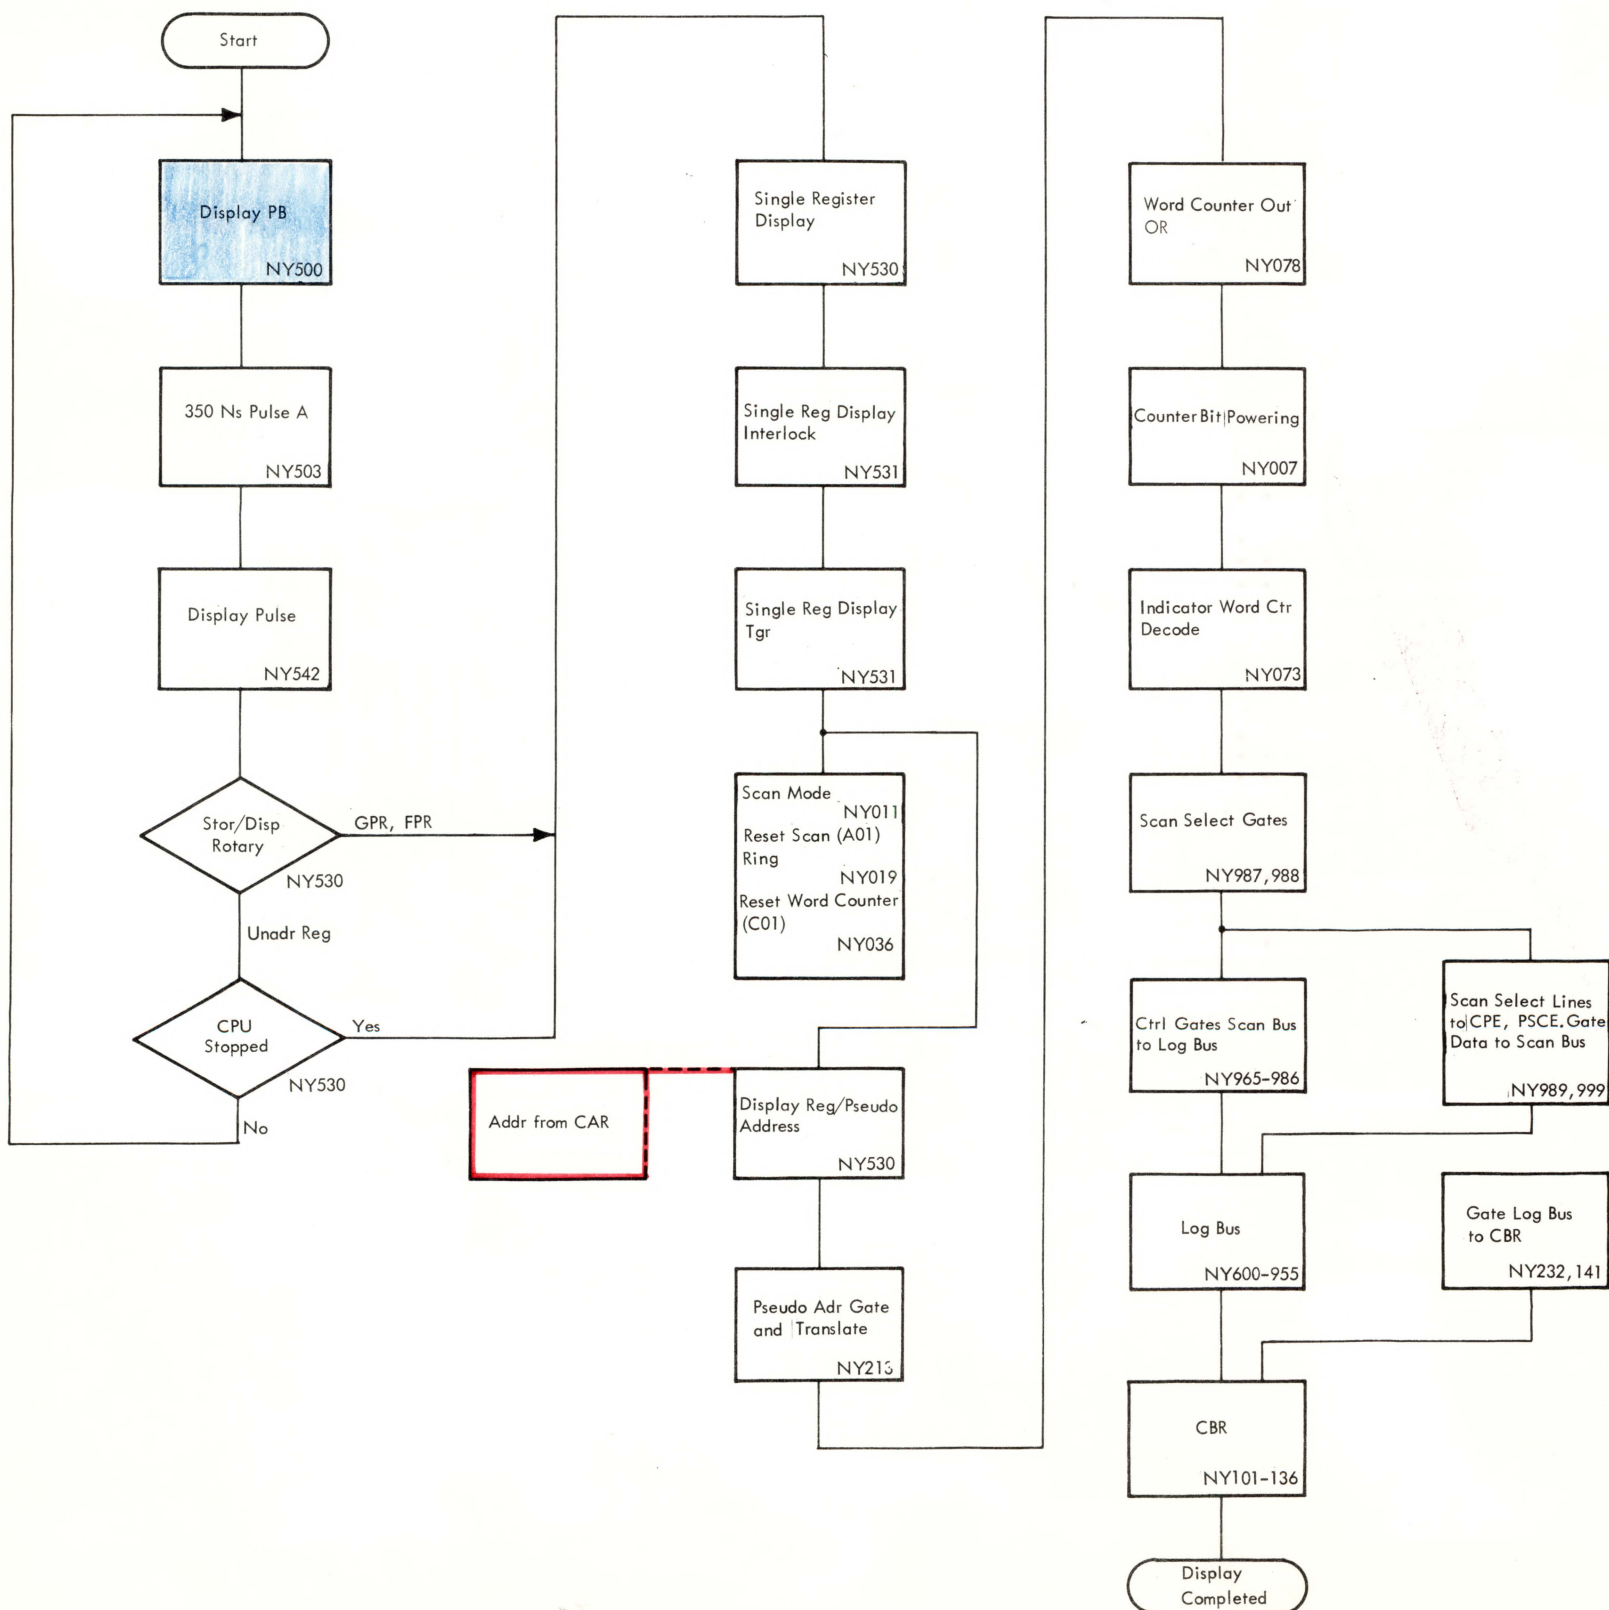 Start
Display PB
NY500
350 Ns Pulse A
NY503
Display Pulse
NY542
Stor/Disp
Rotary
NY530
GPR, FPR
Unadr Reg
CPU
Stopped
NY530
Yes
No
Single Register
Display
NY530
Single Reg Display
Interlock
NY531
Single Reg Display
Tgr
NY531
Scan Mode
NY011
Reset Scan (A01)
Ring
NY019
Reset Word Counter
(C01)
NY036
Addr from CAR
Display Reg/Pseudo
Address
NY530
Pseudo Adr Gate
and Translate
NY213
Word Counter Out
OR
NY078
Counter Bit Powering
NY007
Indicator Word Ctr
Decode
NY073
Scan Select Gates
NY987,988
Ctrl Gates Scan Bus
to Log Bus
NY965-986
Scan Select Lines
to CPE, PSCE.Gate
Data to Scan Bus
NY989,999
Log Bus
NY600-955
Gate Log Bus
to CBR
NY232,141
CBR
NY101-136
Display
Completed